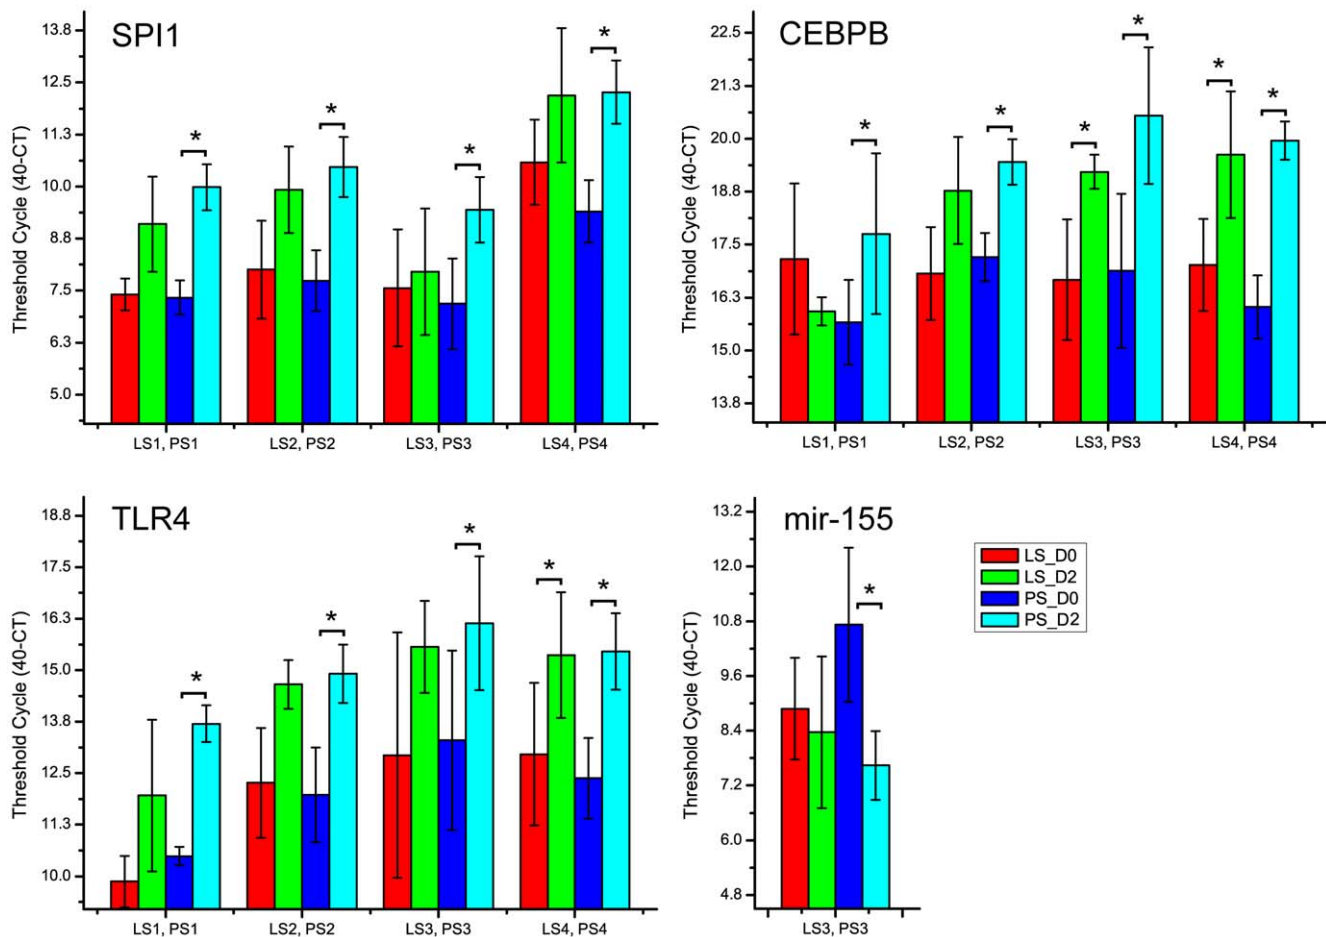 SPI1
Threshold Cycle (40-CT)
13.8
12.5
11.3
10.0
8.8
7.5
6.3
5.0
*
*
*
*
LS1, PS1
LS2, PS2
LS3, PS3
LS4, PS4
CEBPB
Threshold Cycle (40-CT)
22.5
21.3
20.0
18.8
17.5
16.3
15.0
13.8
*
*
*
*
*
*
LS1, PS1
LS2, PS2
LS3, PS3
LS4, PS4
TLR4
Threshold Cycle (40-CT)
18.8
17.5
16.3
15.0
13.8
12.5
11.3
10.0
*
*
*
*
*
LS1, PS1
LS2, PS2
LS3, PS3
LS4, PS4
mir-155
Threshold Cycle (40-CT)
13.2
12.0
10.8
9.6
8.4
7.2
6.0
4.8
*
LS3, PS3
LS_D0
LS_D2
PS_D0
PS_D2